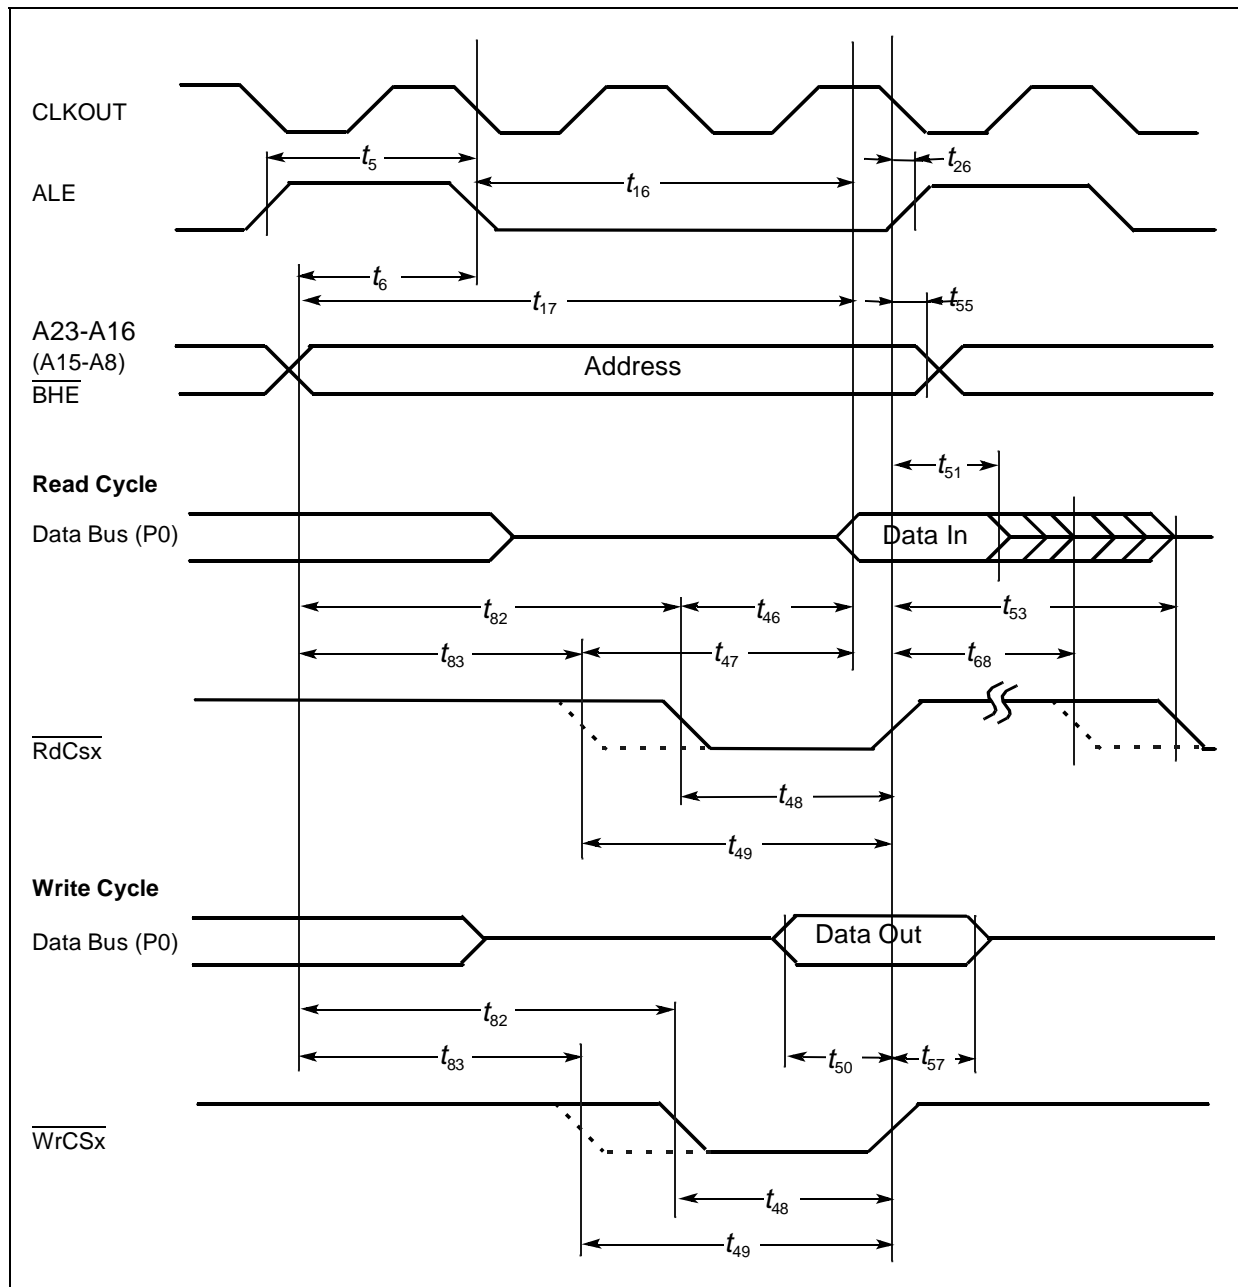 CLKOUT
t5
t26
ALE
t16
t6
t17
t55
A23-A16
(A15-A8)
BHE
Address
t51
Read Cycle
Data Bus (P0)
Data In
t82
t46
t53
t83
t47
t68
RdCsx
t48
t49
Write Cycle
Data Bus (P0)
Data Out
t82
t83
t50
t57
WrCSx
t48
t49